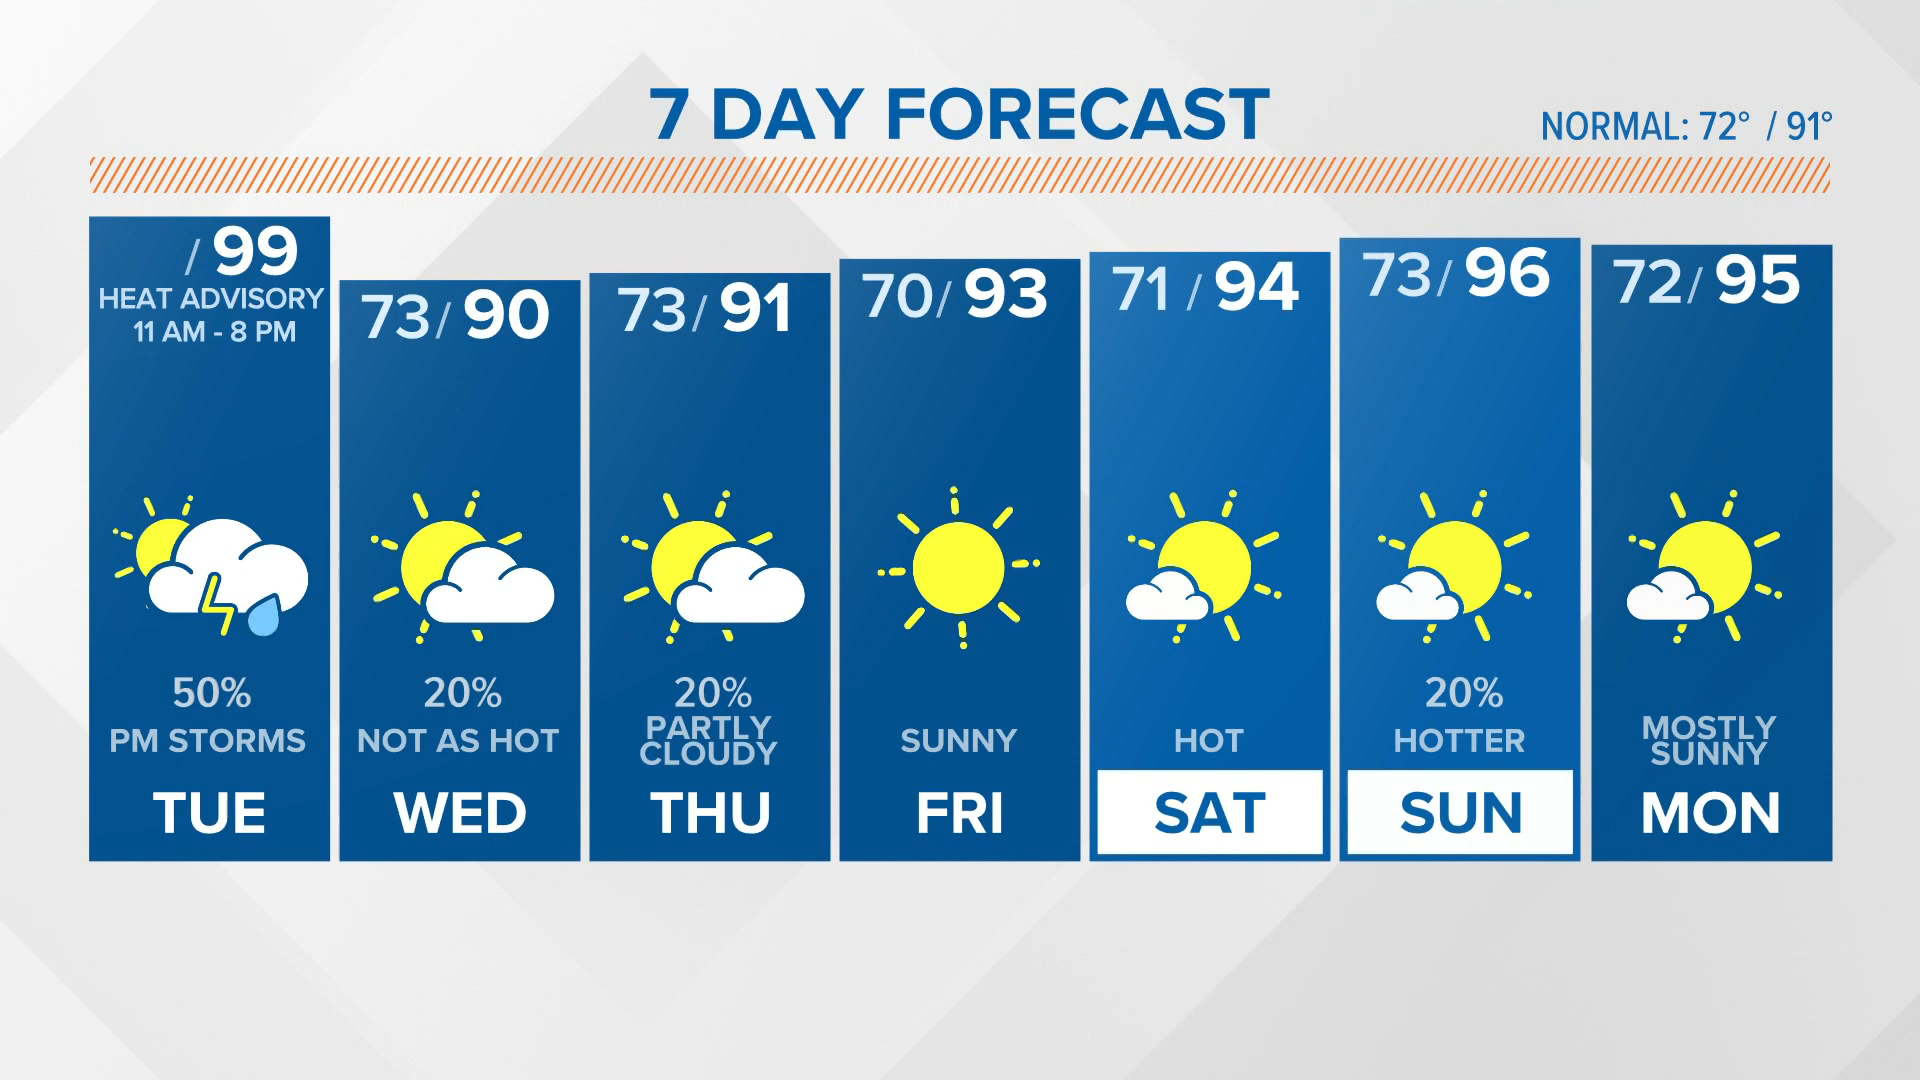 7 DAY FORECAST
NORMAL: 72° / 91°
/ 99
HEAT ADVISORY
11 AM - 8 PM
50%
PM STORMS
TUE
73/ 90
20%
NOT AS HOT
WED
73/ 91
20%
PARTLY
CLOUDY
THU
70/ 93
SUNNY
FRI
71 / 94
HOT
SAT
73/ 96
20%
HOTTER
SUN
72/ 95
MOSTLY
SUNNY
MON